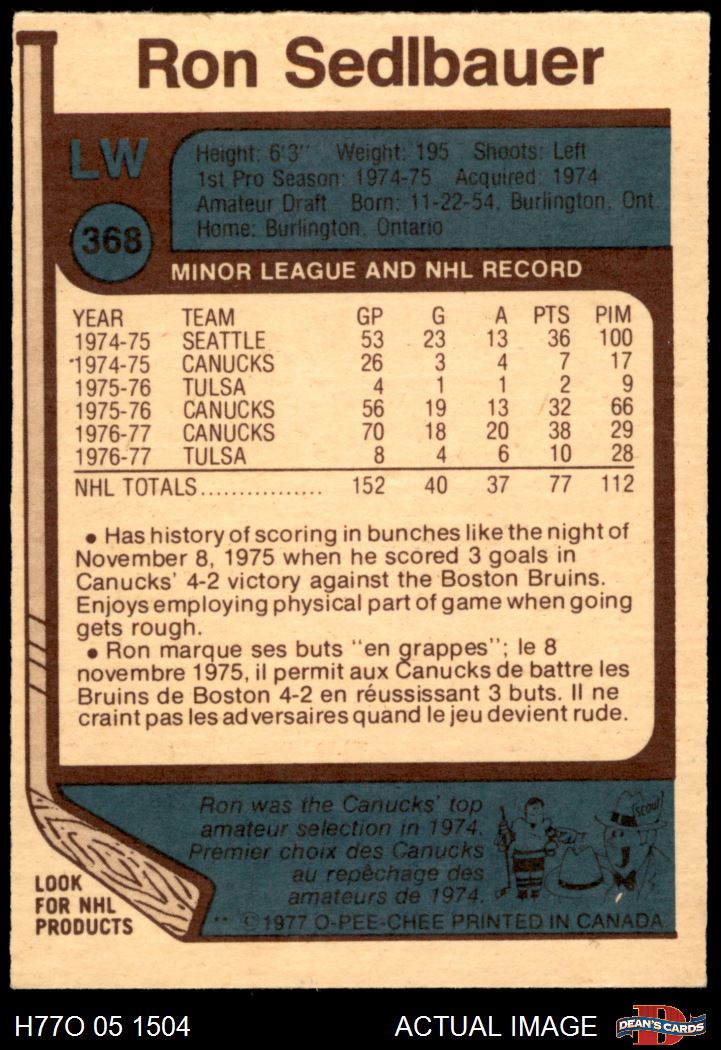 Ron Sedlbauer
LW
Height: 6'3" Weight: 195 Shoots: Left
1st Pro Season: 1974-75 Acquired: 1974
Amateur Draft Born: 11-22-54, Burlington, Ont.
Home: Burlington, Ontario
368
MINOR LEAGUE AND NHL RECORD
YEAR TEAM GP G A PTS PIM
1974-75 SEATTLE 53 23 13 36 100
1974-75 CANUCKS 26 3 4 7 17
1975-76 TULSA 4 1 1 2 9
1975-76 CANUCKS 56 19 13 32 66
1976-77 CANUCKS 70 18 20 38 29
1976-77 TULSA 8 4 6 10 28
NHL TOTALS................ 152 40 37 77 112
● Has history of scoring in bunches like the night of
November 8, 1975 when he scored 3 goals in
Canucks' 4-2 victory against the Boston Bruins.
Enjoys employing physical part of game when going
gets rough.
● Ron marque ses buts "en grappes"; le 8
novembre 1975, il permit aux Canucks de battre les
Bruins de Boston 4-2 en réussissant 3 buts. Il ne
craint pas les adversaires quand le jeu devient rude.
Ron was the Canucks' top
amateur selection in 1974.
Premier choix des Canucks
au repêchage des
amateurs de 1974.
scout
LOOK
FOR NHL
PRODUCTS
** ©1977 O-PEE-CHEE PRINTED IN CANADA
H77O 05 1504 ACTUAL IMAGE
DEAN'S CARDS